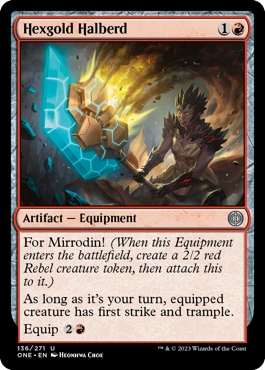 Hexgold Halberd 1
Artifact — Equipment
For Mirrodin! (When this Equipment
enters the battlefield, create a 2/2 red
Rebel creature token, then attach this
to it.)
As long as it's your turn, equipped
creature has first strike and trample.
Equip 2
136/271 U
ONE • EN Heonhwa Choe
™ & © 2023 Wizards of the Coast